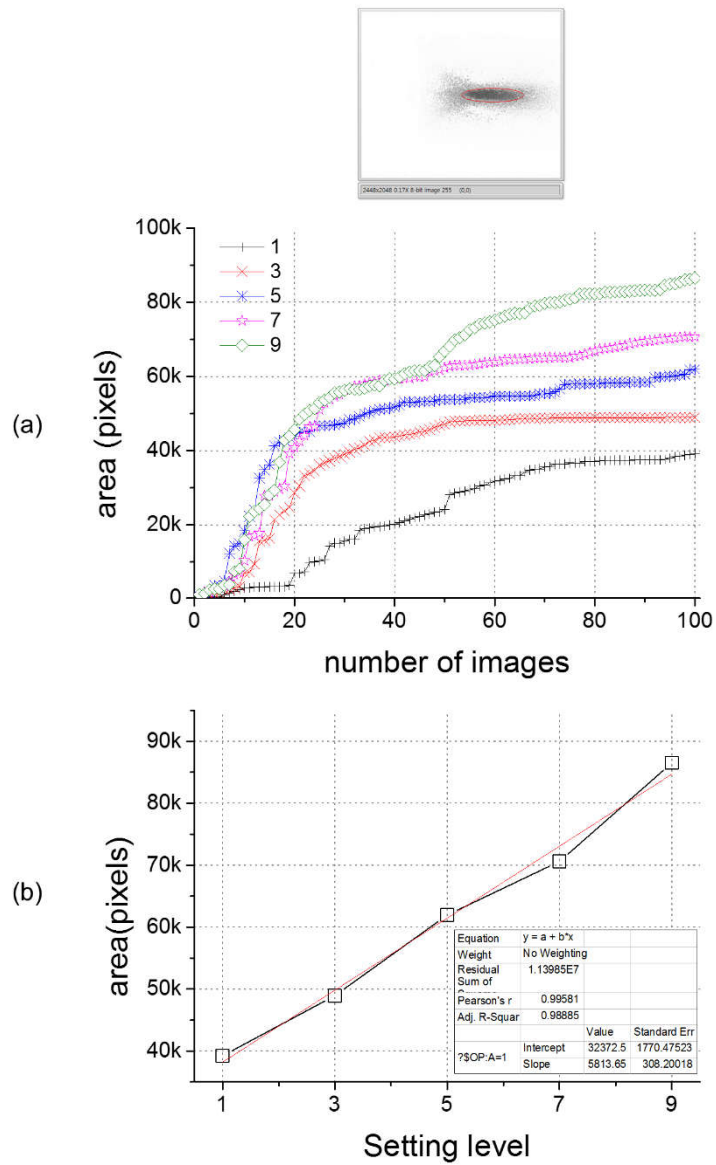 2448x2048 0.17X 8-bit image 255 (0,0)
(a)
100k
80k
60k
40k
20k
0
area (pixels)
1
3
5
7
9
0 20 40 60 80 100
number of images
(b)
90k
80k
70k
60k
50k
40k
area(pixels)
Equation y = a + b*x
Weight No Weighting
Residual 1.13985E7
Sum of
Pearson's r 0.99581
Adj. R-Squar 0.98885
Value Standard Err
?$OP:A=1
Intercept 32372.5 1770.47523
Slope 5813.65 308.20018
1 3 5 7 9
Setting level